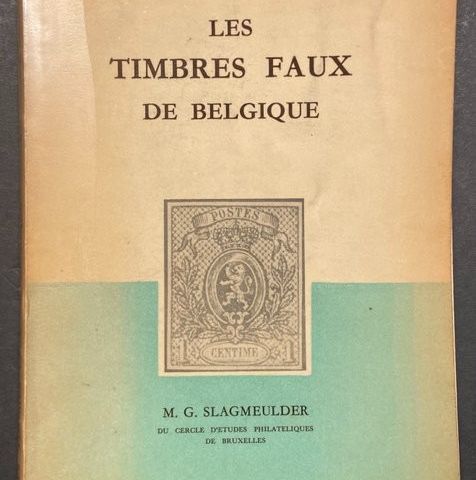 LES
TIMBRES FAUX
DE BELGIQUE
POSTES
1 CENTIME 1
M. G. SLAGMEULDER
DU CERCLE D'ETUDES PHILATELIQUES
DE BRUXELLES